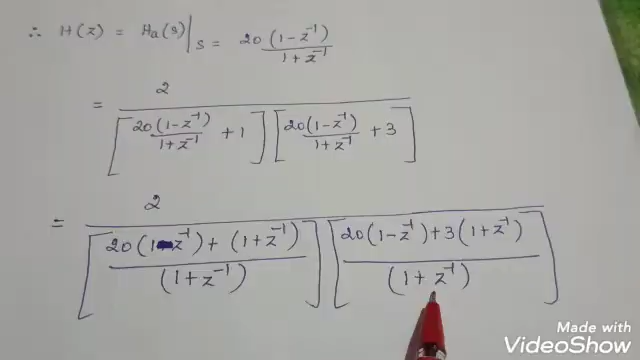 ∴ H(z) = Ha(s)|s = 20(1-z⁻¹)/1+z⁻¹
= 2/[20(1-z⁻¹)/1+z⁻¹ + 1][20(1-z⁻¹)/1+z⁻¹ + 3]
= 2/[20(1-z⁻¹)+(1+z⁻¹)/(1+z⁻¹)][20(1-z⁻¹)+3(1+z⁻¹)/(1+z⁻¹)]
Made with
VideoShow